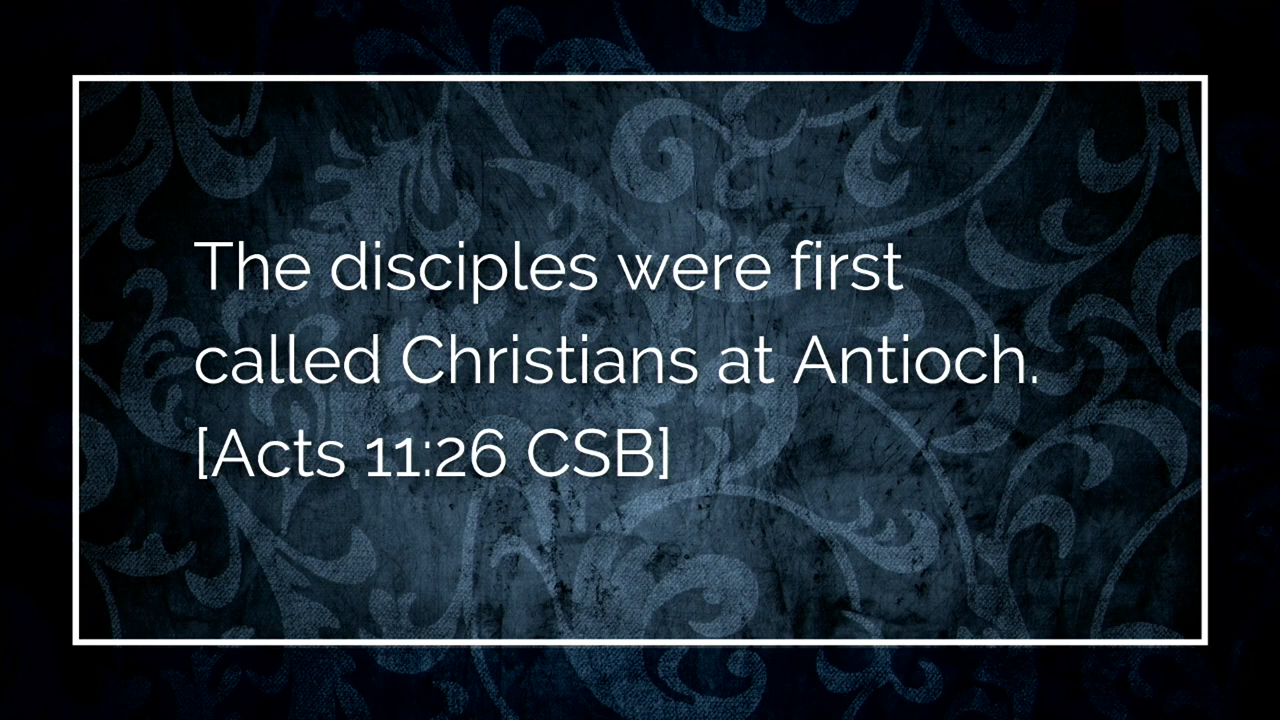 The disciples were first
called Christians at Antioch.
[Acts 11:26 CSB]